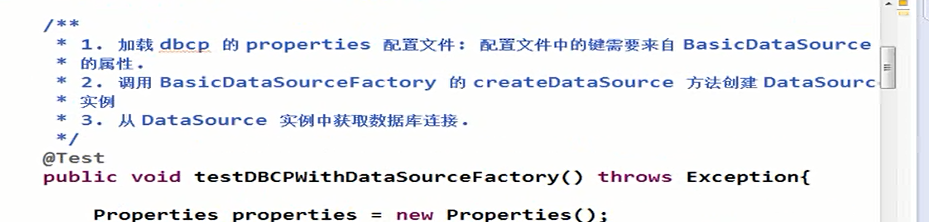 /**
* 1. 加载 dbcp 的 properties 配置文件: 配置文件中的键需要来自 BasicDataSource
* 的属性.
* 2. 调用 BasicDataSourceFactory 的 createDataSource 方法创建 DataSourc
* 实例
* 3. 从 DataSource 实例中获取数据库连接.
*/
@Test
public void testDBCPWithDataSourceFactory() throws Exception{
Properties properties = new Properties();